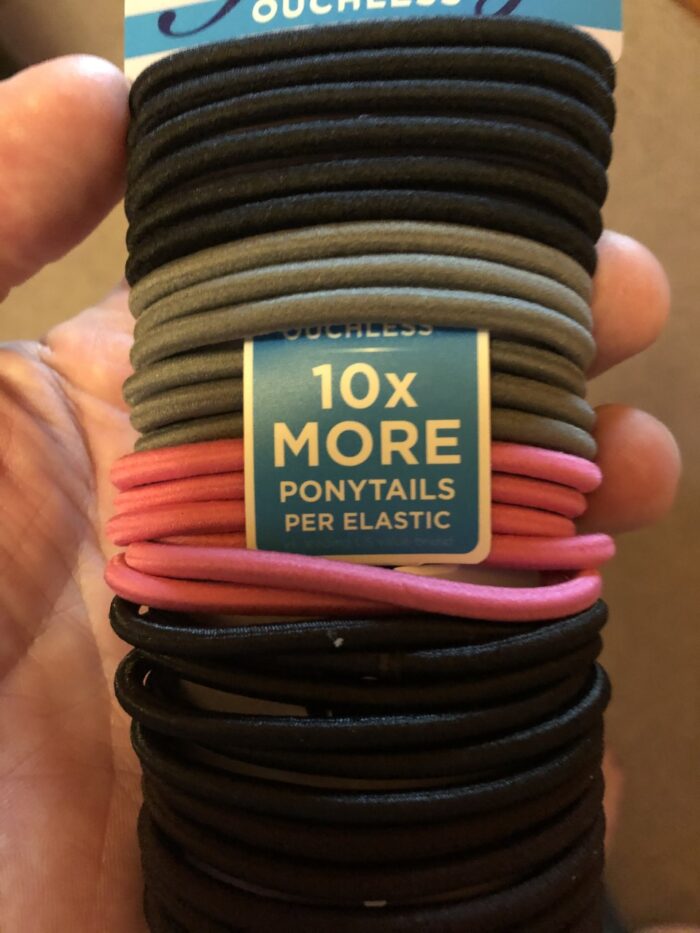 OUCHLESS
OUCHLESS
10x
MORE
PONYTAILS
PER ELASTIC